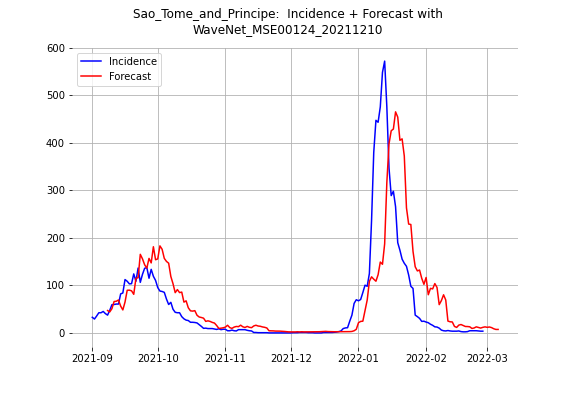 Sao_Tome_and_Principe: Incidence + Forecast with
WaveNet_MSE00124_20211210
Incidence
Forecast
600
500
400
300
200
100
0
2021-09 2021-10 2021-11 2021-12 2022-01 2022-02 2022-03